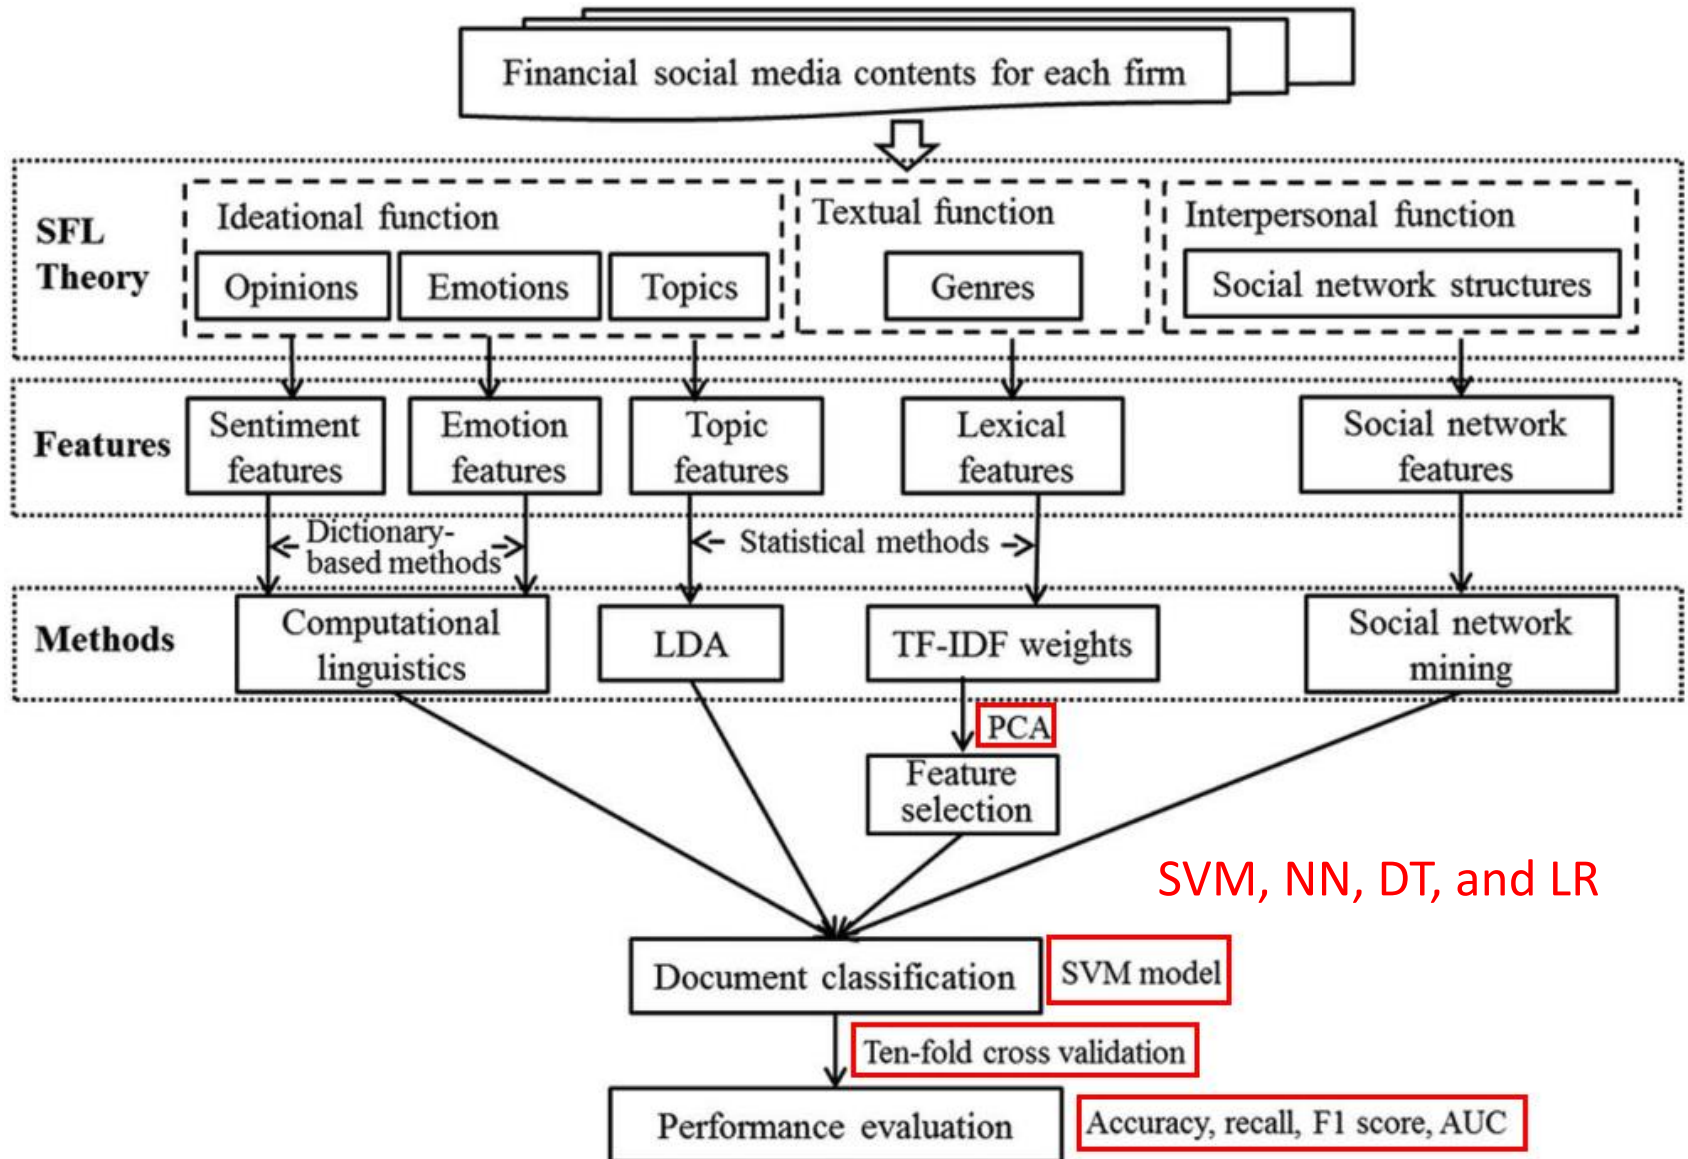 Financial social media contents for each firm
SFL
Theory
Ideational function
Opinions
Emotions
Topics
Textual function
Genres
Interpersonal function
Social network structures
Features
Sentiment
features
Emotion
features
Topic
features
Lexical
features
Social network
features
Dictionary-
based methods
Statistical methods
Methods
Computational
linguistics
LDA
TF-IDF weights
Social network
mining
PCA
Feature
selection
SVM, NN, DT, and LR
Document classification
SVM model
Ten-fold cross validation
Performance evaluation
Accuracy, recall, F1 score, AUC